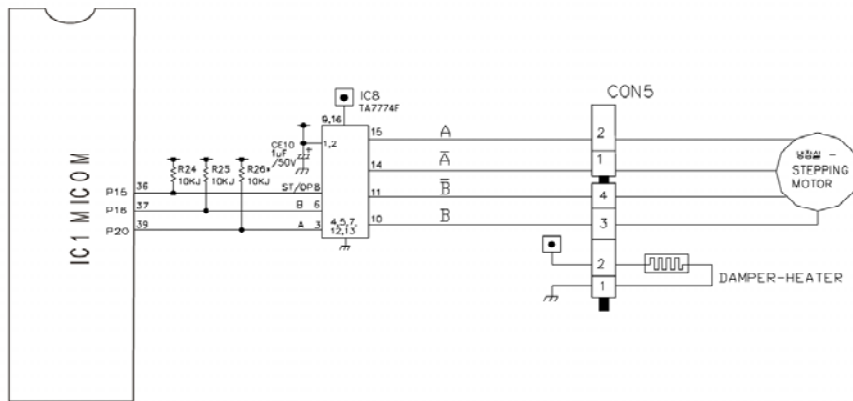 IC1 MICOM
P15
36
P18
37
P20
39
R24
10KJ
R25
10KJ
R26*
10KJ
CE10
1uF
/50V
9,16
IC8
TA7774F
1,2
ST/DP 8
B 6
A 3
4,5,7,
12,13
15
A
14
A̅
11
B̅
10
B
CON5
2
1
4
3
2
1
STEPPING
MOTOR
DAMPER-HEATER